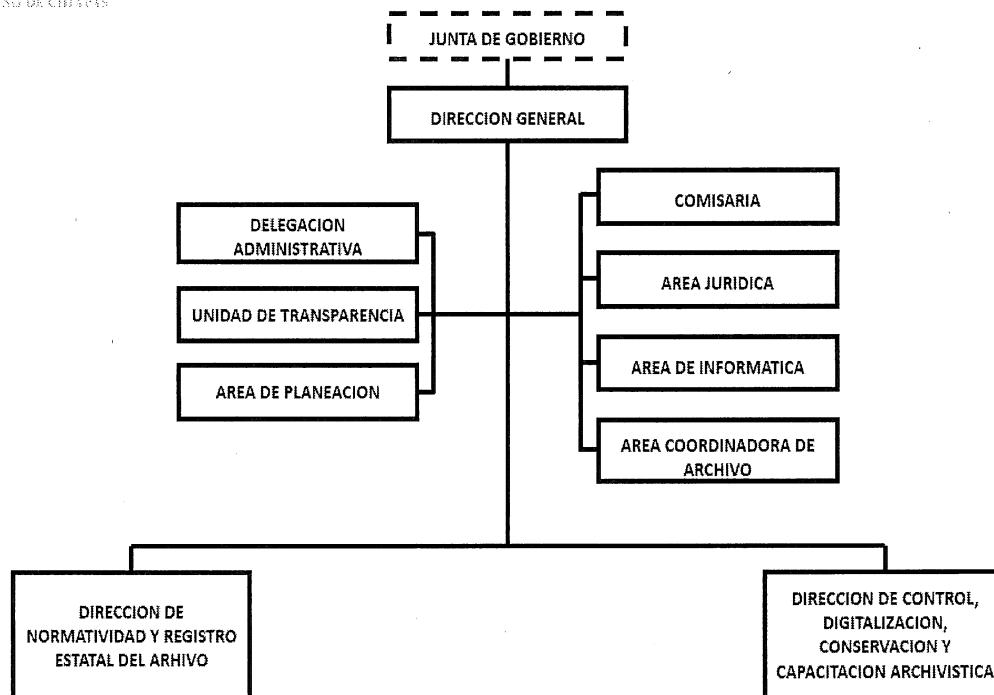 JUNTA DE GOBIERNO
DIRECCION GENERAL
DELEGACION
ADMINISTRATIVA
UNIDAD DE TRANSPARENCIA
AREA DE PLANEACION
COMISARIA
AREA JURIDICA
AREA DE INFORMATICA
AREA COORDINADORA DE
ARCHIVO
DIRECCION DE
NORMATIVIDAD Y REGISTRO
ESTATAL DEL ARHIVO
DIRECCION DE CONTROL,
DIGITALIZACION,
CONSERVACION Y
CAPACITACION ARCHIVISTICA